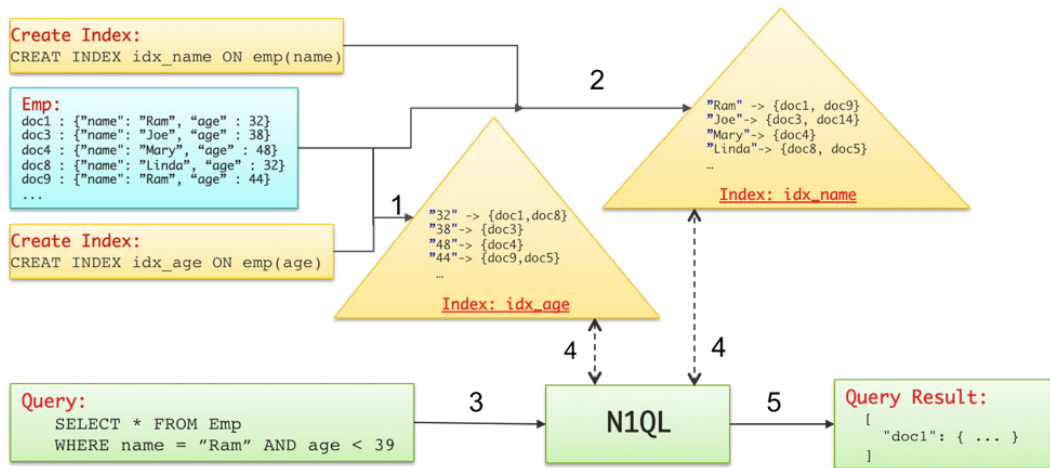 Create Index:
CREAT INDEX idx_name ON emp(name)
Emp:
doc1 : {"name": ”Ram”, “age” : 32}
doc3 : {"name": ”Joe”, “age” : 38}
doc4 : {"name": ”Mary”, “age” : 48}
doc8 : {"name": ”Linda”, “age” : 32}
doc9 : {"name": ”Ram”, “age” : 44}
...
Create Index:
CREAT INDEX idx_age ON emp(age)
1
”32" -> {doc1,doc8}
”38"-> {doc3}
”48"-> {doc4}
”44"-> {doc9,doc5}
…
Index: idx_age
2
”Ram" -> {doc1, doc9}
"Joe"-> {doc3, doc14}
”Mary"-> {doc4}
”Linda"-> {doc8, doc5}
…
Index: idx_name
4
4
Query:
SELECT * FROM Emp
WHERE name = ”Ram” AND age < 39
3
N1QL
5
Query Result:
[
"doc1": { ... }
]